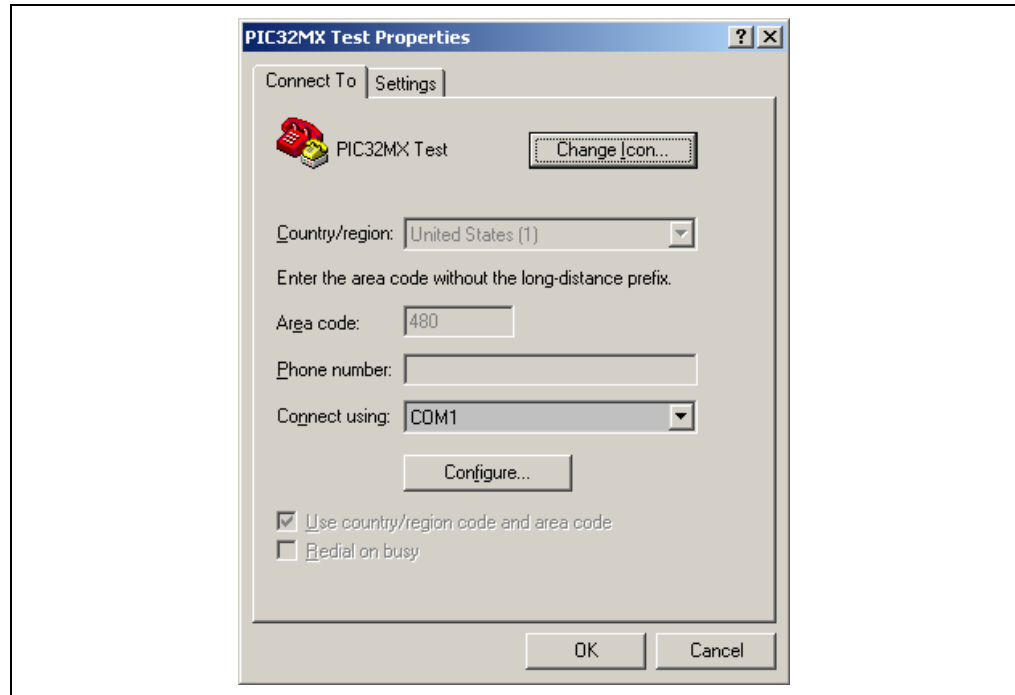 PIC32MX Test Properties
Connect To Settings
PIC32MX Test Change Icon...
Country/region: United States (1)
Enter the area code without the long-distance prefix.
Area code: 480
Phone number:
Connect using: COM1
Configure...
Use country/region code and area code
Redial on busy
OK Cancel